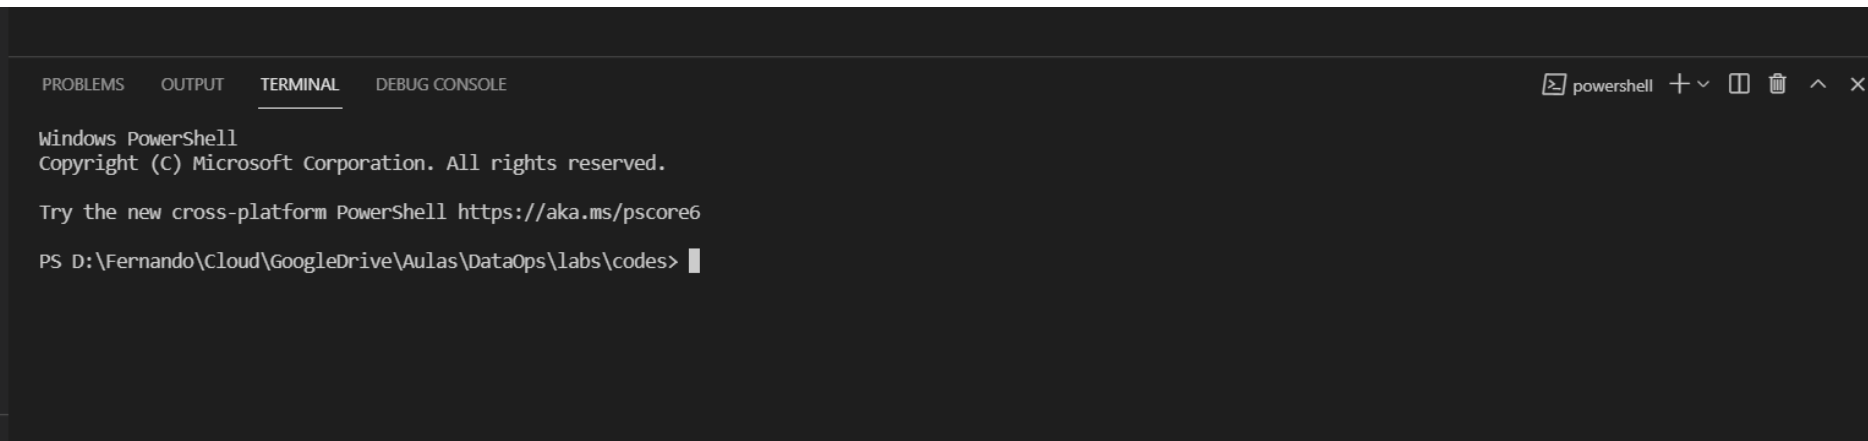 PROBLEMS OUTPUT TERMINAL DEBUG CONSOLE powershell
Windows PowerShell
Copyright (C) Microsoft Corporation. All rights reserved.
Try the new cross-platform PowerShell https://aka.ms/pscore6
PS D:\Fernando\Cloud\GoogleDrive\Aulas\DataOps\labs\codes>